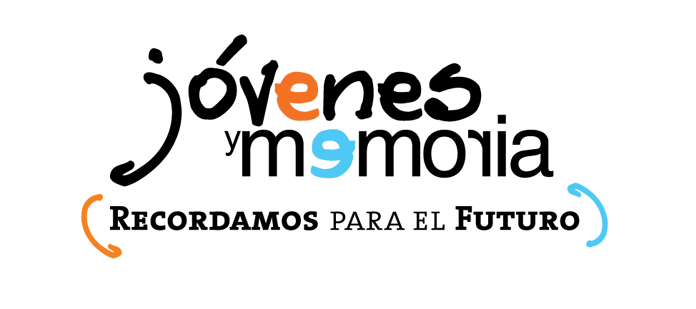 jóvenes
y memoria
(RECORDAMOS PARA EL FUTURO)